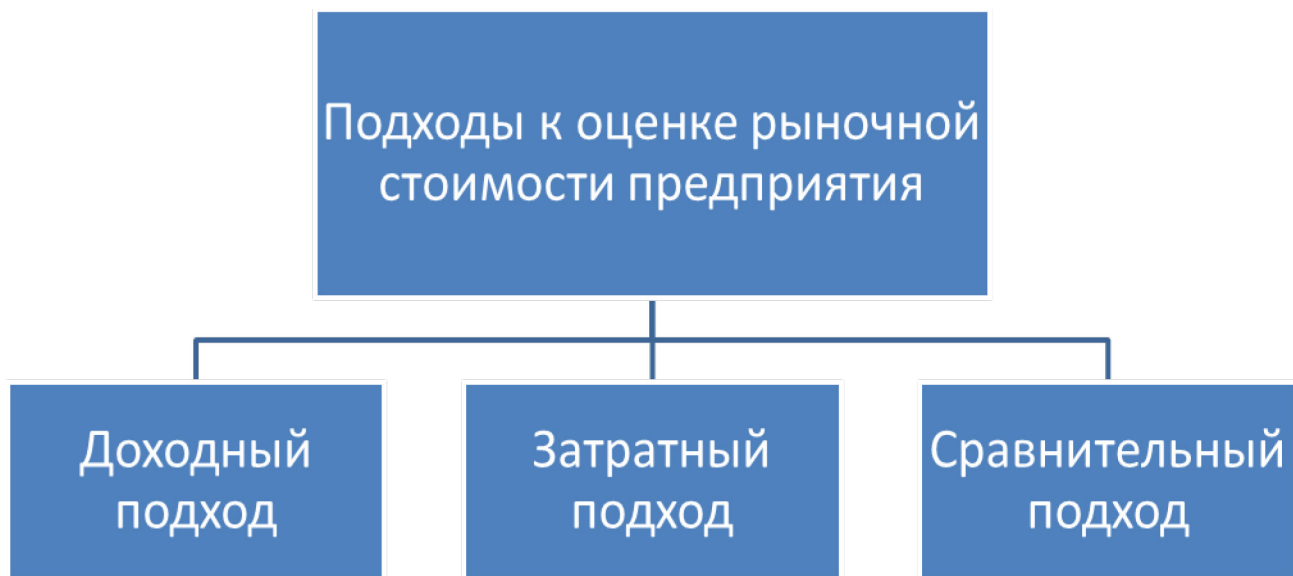 Подходы к оценке рыночной
стоимости предприятия
Доходный
подход
Затратный
подход
Сравнительный
подход